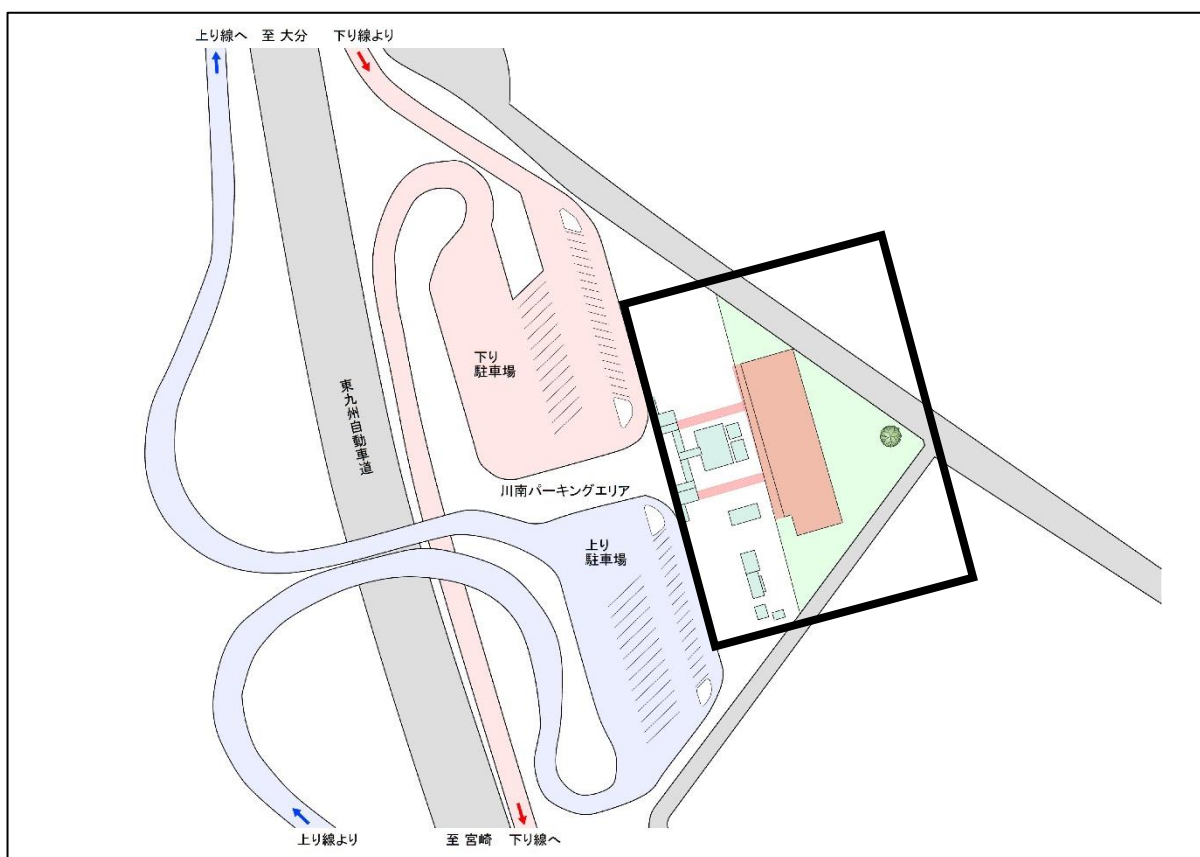 上り線へ
至 大分
下り線より
下り
駐車場
東九州自動車道
川南パーキングエリア
上り
駐車場
上り線より
至 宮崎
下り線へ